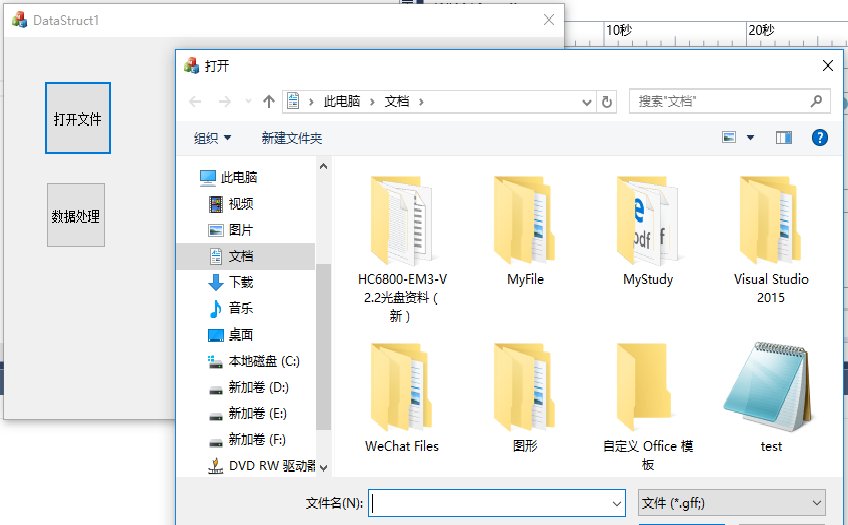 DataStruct1
10秒
20秒
打开
打开文件
此电脑 > 文档 >
搜索"文档"
组织
新建文件夹
数据处理
此电脑
视频
图片
文档
下载
音乐
桌面
本地磁盘 (C:)
新加卷 (D:)
新加卷 (E:)
新加卷 (F:)
DVD RW 驱动器
HC6800-EM3-V
2.2光盘资料（
新）
MyFile
MyStudy
Visual Studio
2015
WeChat Files
图形
自定义 Office 模
板
test
文件名(N):
文件 (*.gff;)